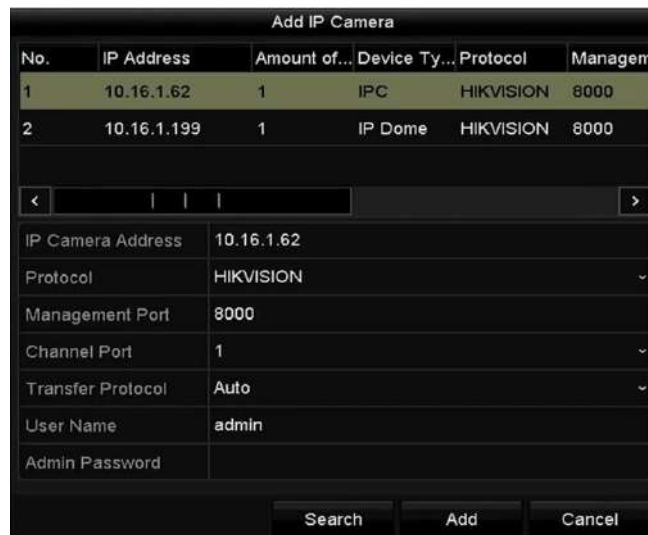 Add IP Camera
No. IP Address Amount of... Device Ty... Protocol Managem
1 10.16.1.62 1 IPC HIKVISION 8000
2 10.16.1.199 1 IP Dome HIKVISION 8000
IP Camera Address 10.16.1.62
Protocol HIKVISION
Management Port 8000
Channel Port 1
Transfer Protocol Auto
User Name admin
Admin Password
Search Add Cancel